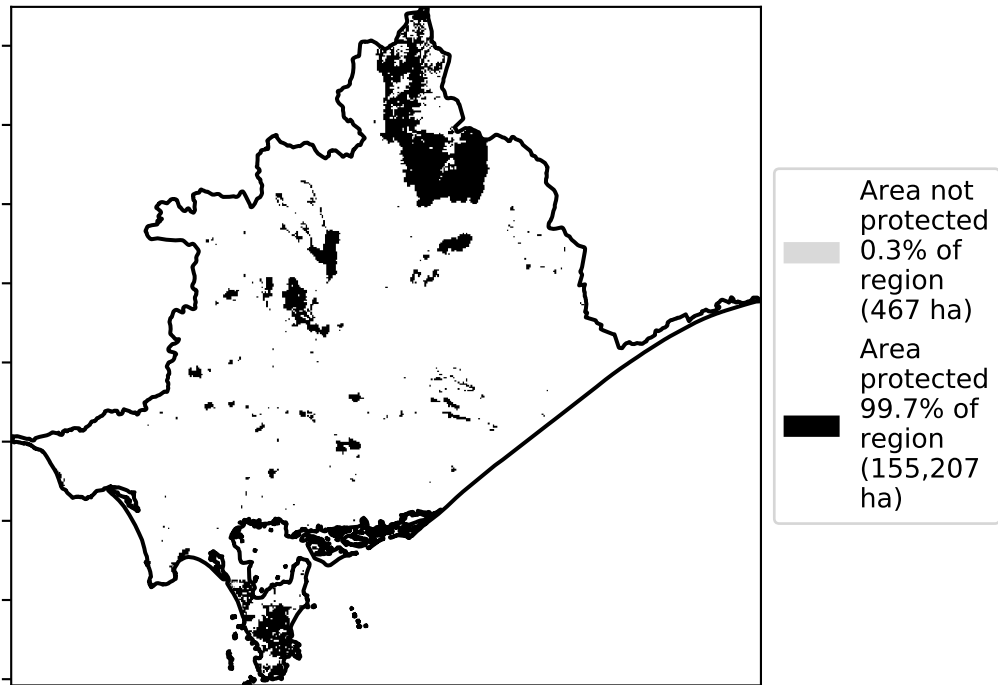 Area not
protected
0.3% of
region
(467 ha)
Area
protected
99.7% of
region
(155,207
ha)